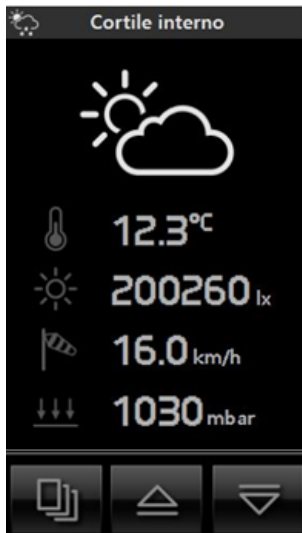 Cortile interno
12.3°C
200260 lx
16.0 km/h
1030 mbar